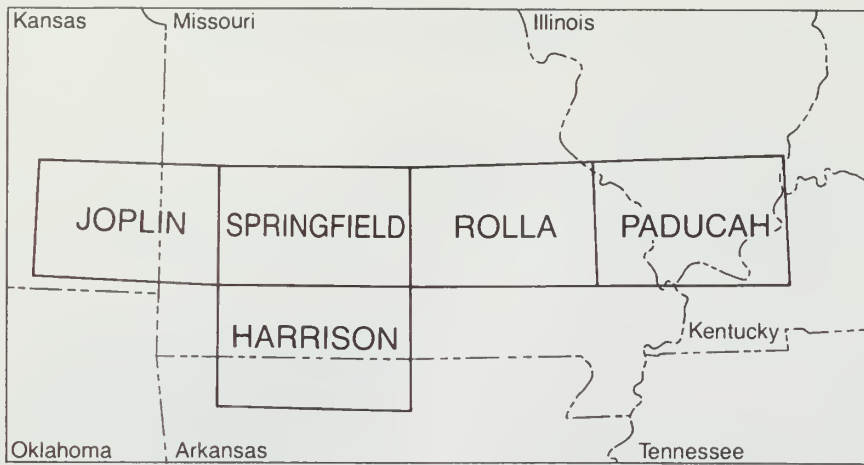 Kansas Missouri Illinois
JOPLIN SPRINGFIELD ROLLA PADUCAH
HARRISON Kentucky
Oklahoma Arkansas Tennessee